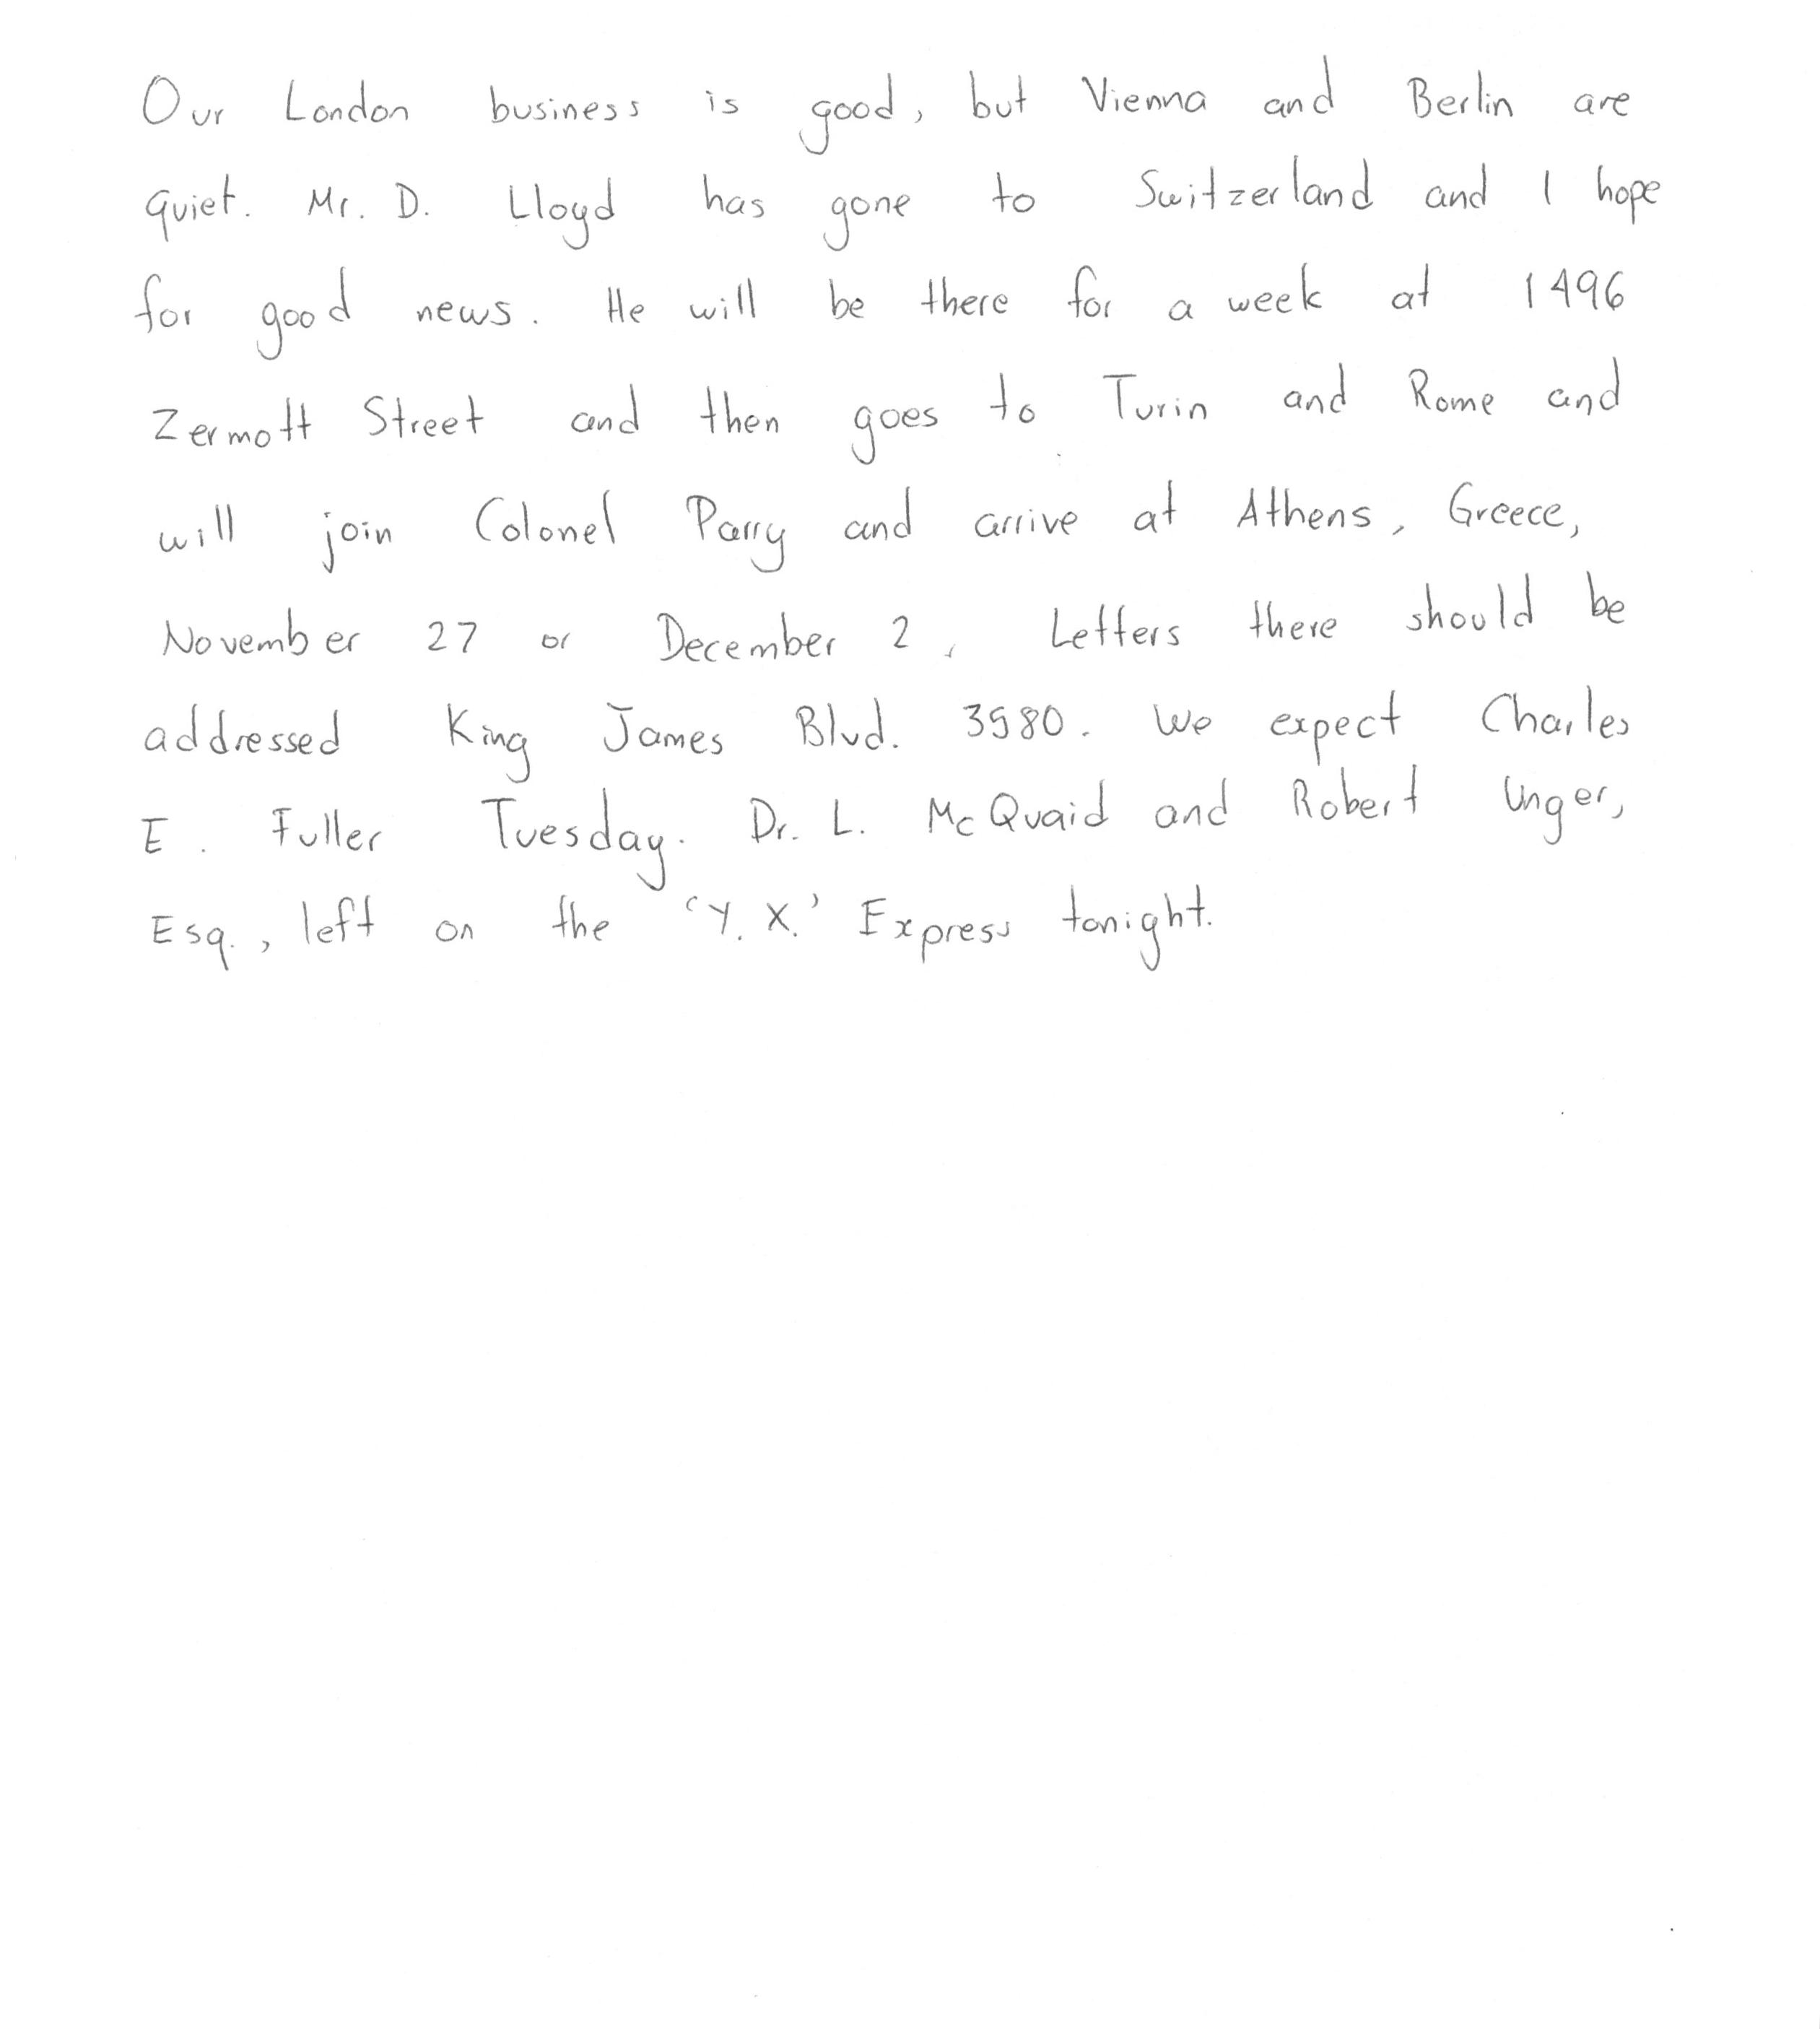 Our London business is good, but Vienna and Berlin are
quiet. Mr. D. Lloyd has gone to Switzerland and I hope
for good news. He will be there for a week at 1496
Zermott Street and then goes to Turin and Rome and
will join Colonel Parry and arrive at Athens, Greece,
November 27 or December 2, Letters there should be
addressed King James Blvd. 3580. We expect Charles
E. Fuller Tuesday. Dr. L. McQuaid and Robert Unger,
Esq., left on the 'Y. X.' Express tonight.